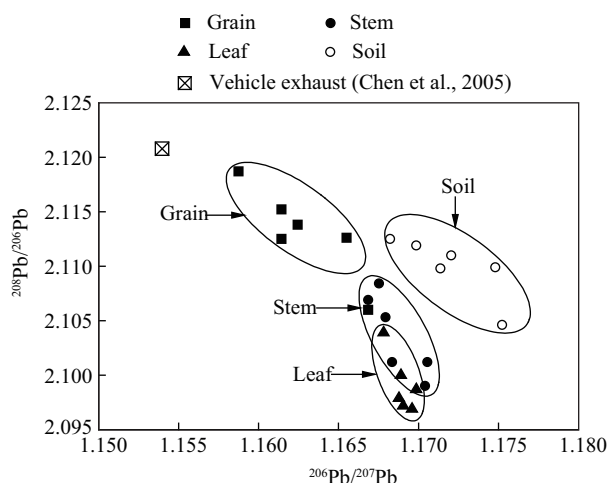 Grain Stem
Leaf Soil
Vehicle exhaust (Chen et al., 2005)
2.125
2.120
2.115
2.110
2.105
2.100
2.095
²⁰⁸Pb/²⁰⁶Pb
Grain
Soil
Stem
Leaf
1.150 1.155 1.160 1.165 1.170 1.175 1.180
²⁰⁶Pb/²⁰⁷Pb